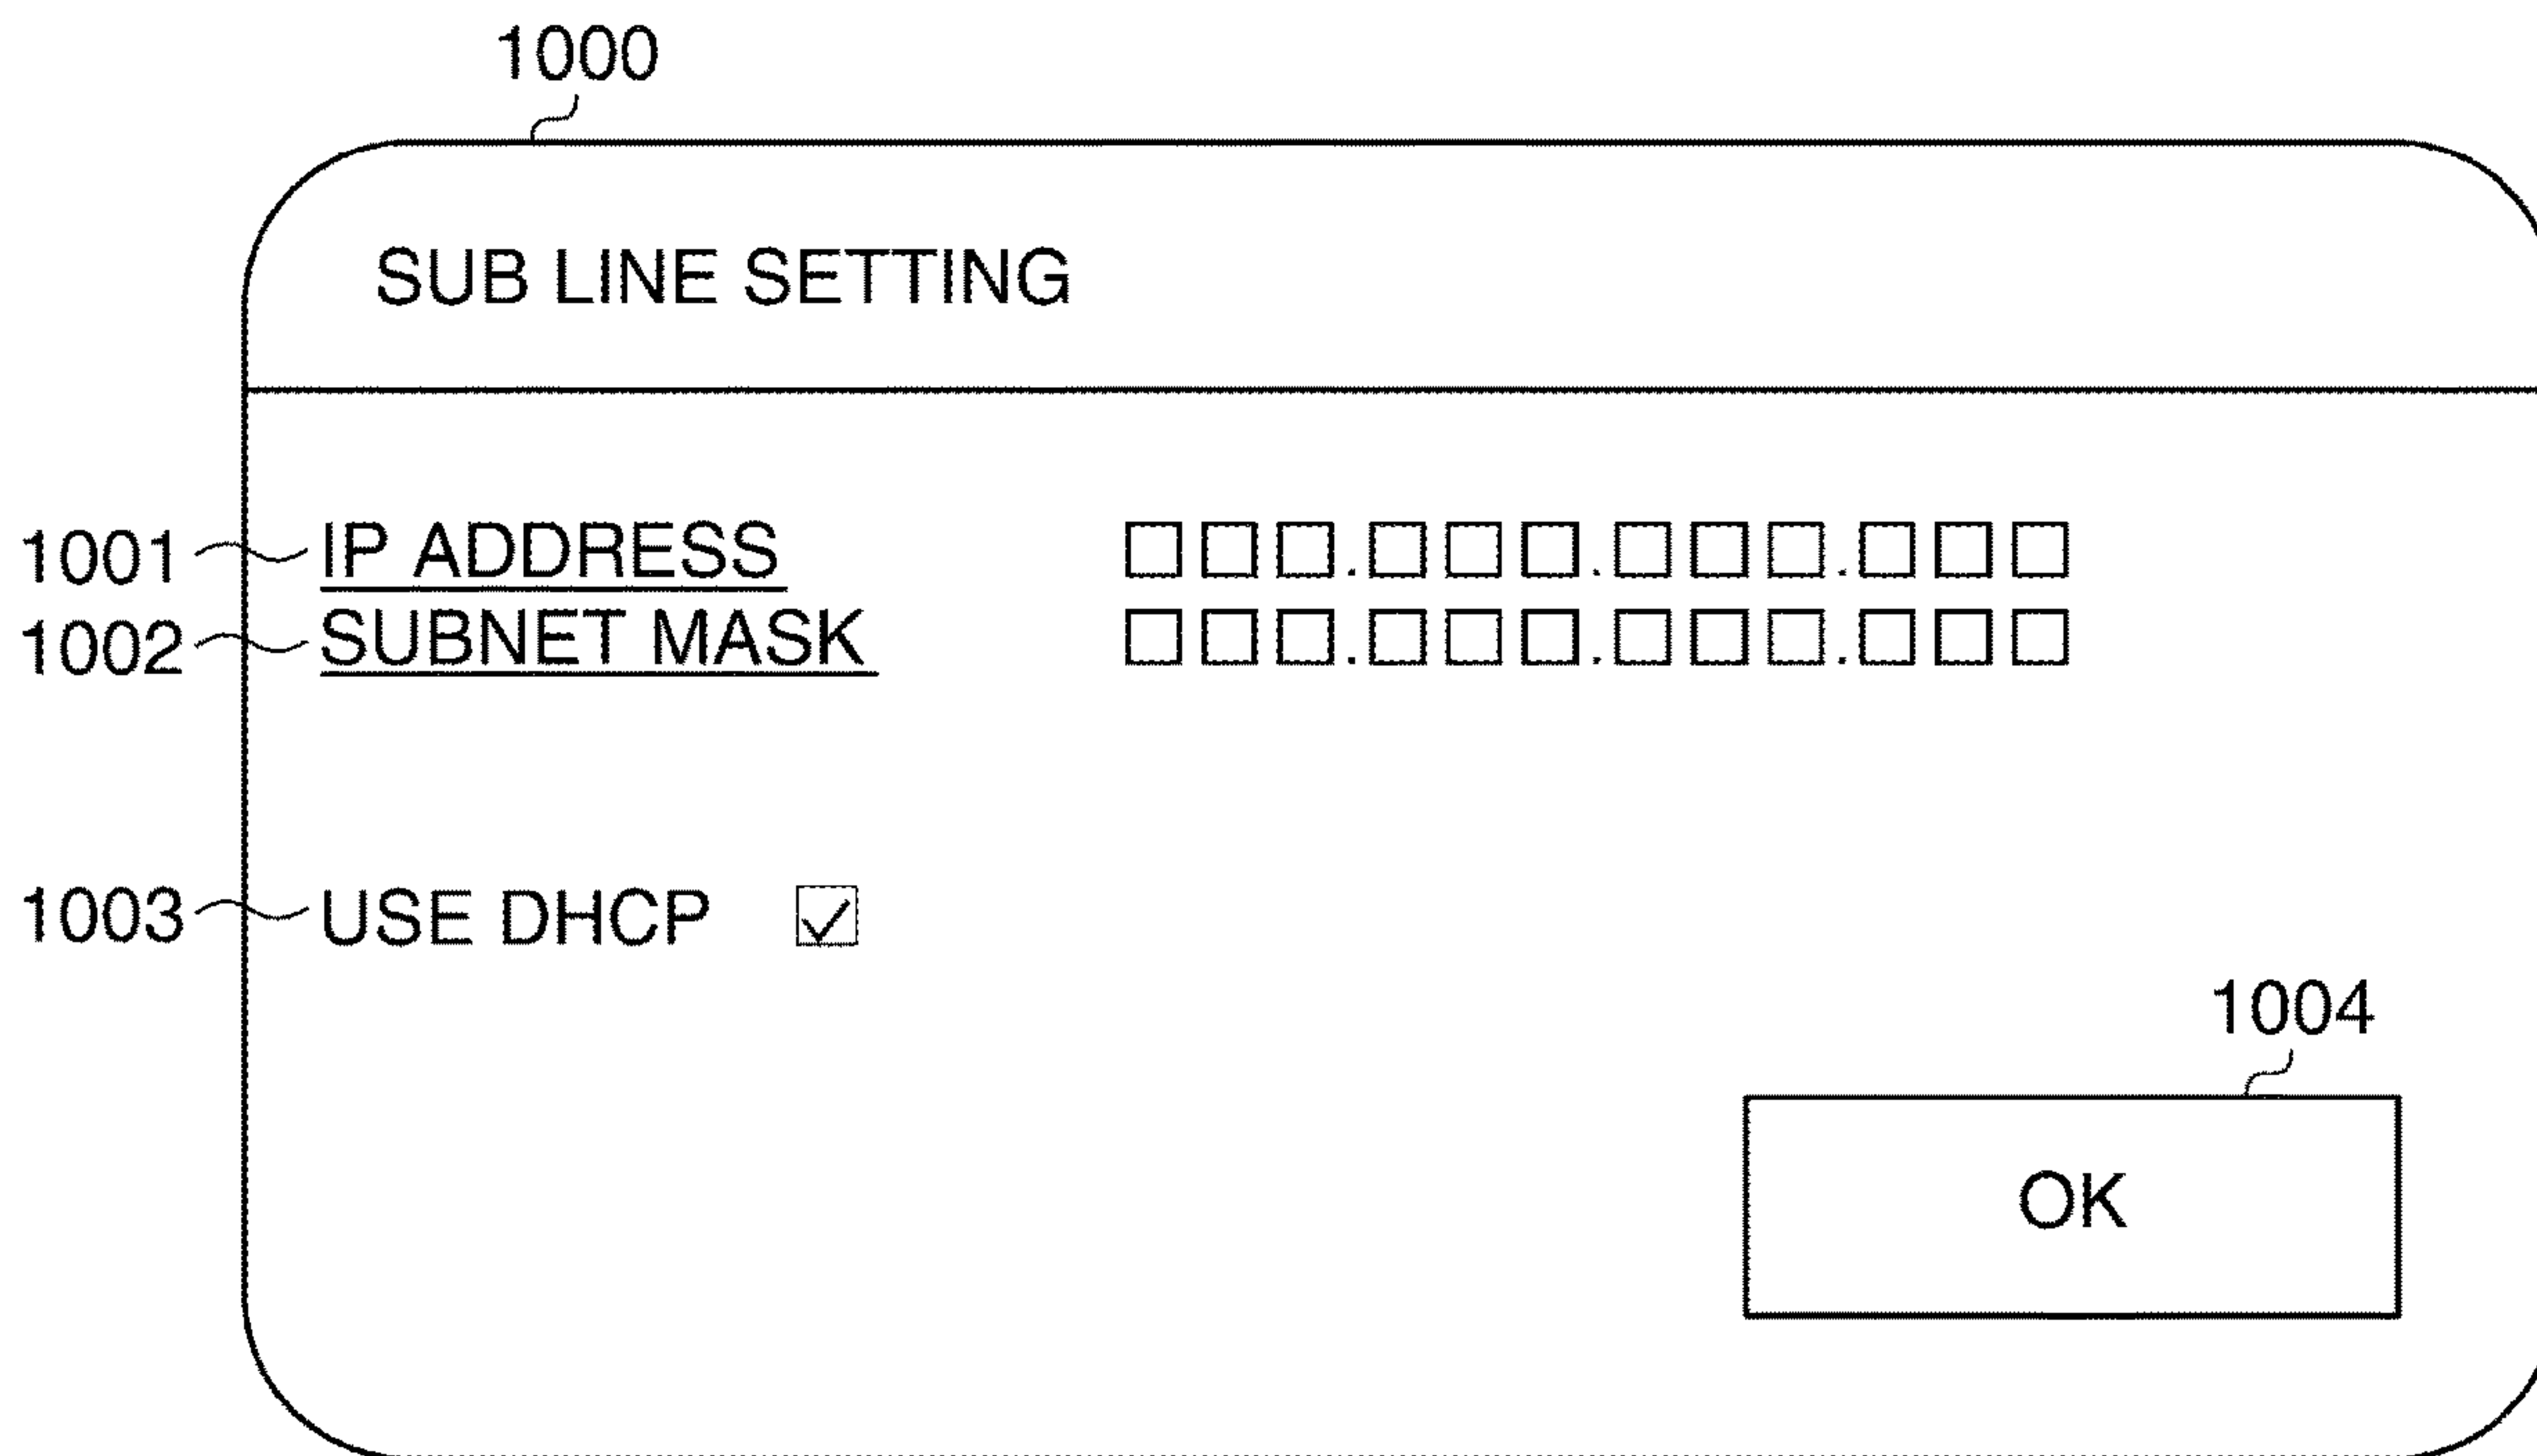 1000
SUB LINE SETTING
1001 IP ADDRESS □□□.□□□.□□□.□□□
1002 SUBNET MASK □□□.□□□.□□□.□□□
1003 USE DHCP ☑
1004
OK